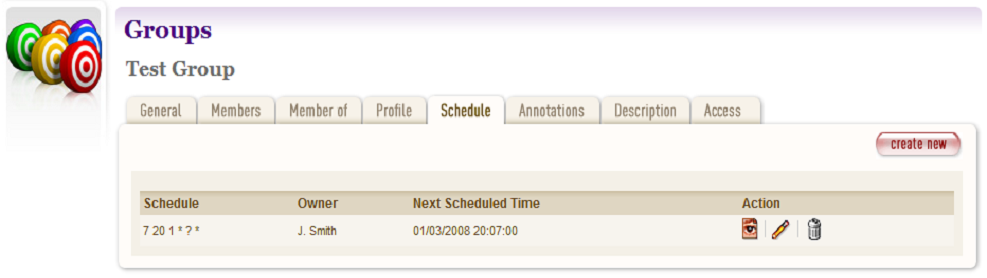 Groups
Test Group
General Members Member of Profile Schedule Annotations Description Access
create new
Schedule Owner Next Scheduled Time Action
7 20 1 * ? * J. Smith 01/03/2008 20:07:00